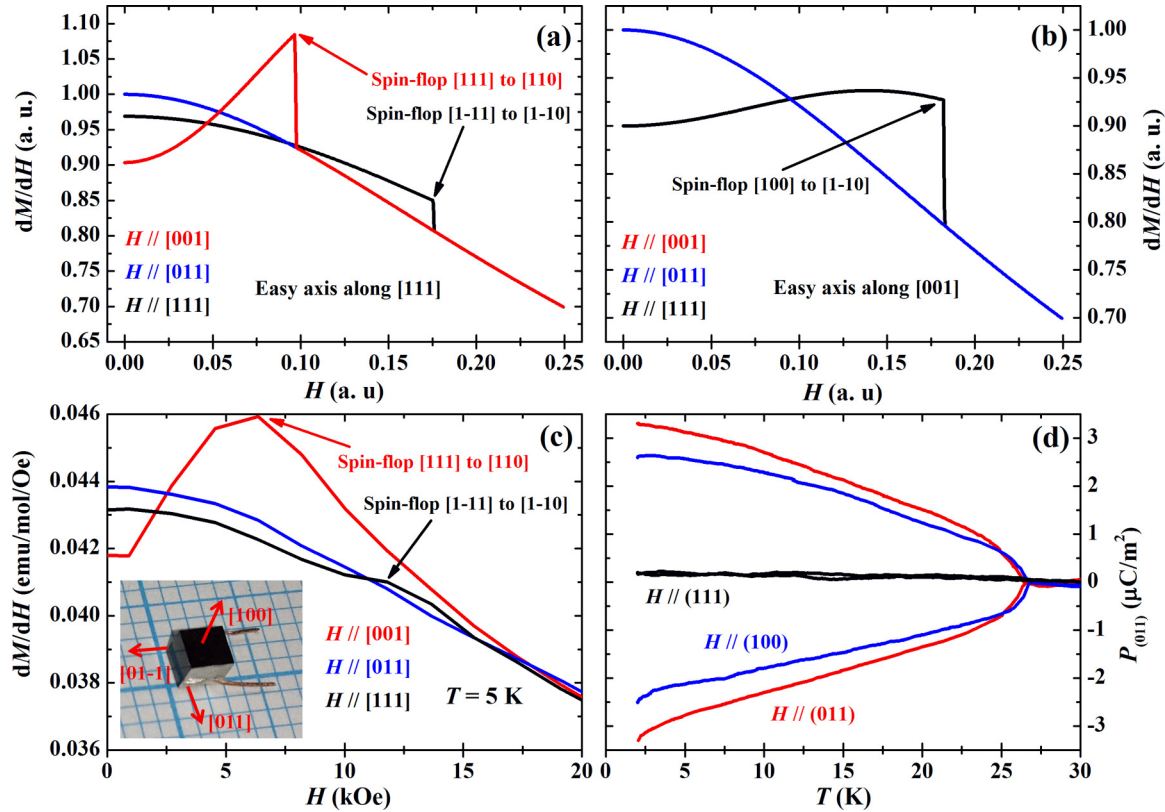 (a)
dM/dH (a. u.)
1.10
1.05
1.00
0.95
0.90
0.85
0.80
0.75
0.70
0.65
Spin-flop [111] to [110]
Spin-flop [1-11] to [1-10]
H // [001]
H // [011]
H // [111]
Easy axis along [111]
0.00 0.05 0.10 0.15 0.20 0.25
H (a. u)
(b)
Spin-flop [100] to [1-10]
H // [001]
H // [011]
H // [111]
Easy axis along [001]
1.00
0.95
0.90
0.85
0.80
0.75
0.70
dM/dH (a. u.)
0.00 0.05 0.10 0.15 0.20 0.25
H (a. u)
(c)
dM/dH (emu/mol/Oe)
0.046
0.044
0.042
0.040
0.038
0.036
Spin-flop [111] to [110]
Spin-flop [1-11] to [1-10]
[100]
[01-1]
[011]
H // [001]
H // [011]
H // [111]
T = 5 K
0 5 10 15 20
H (kOe)
(d)
H // (111)
H // (100)
H // (011)
3
2
1
0
-1
-2
-3
P(011) (μC/m2)
0 5 10 15 20 25 30
T (K)